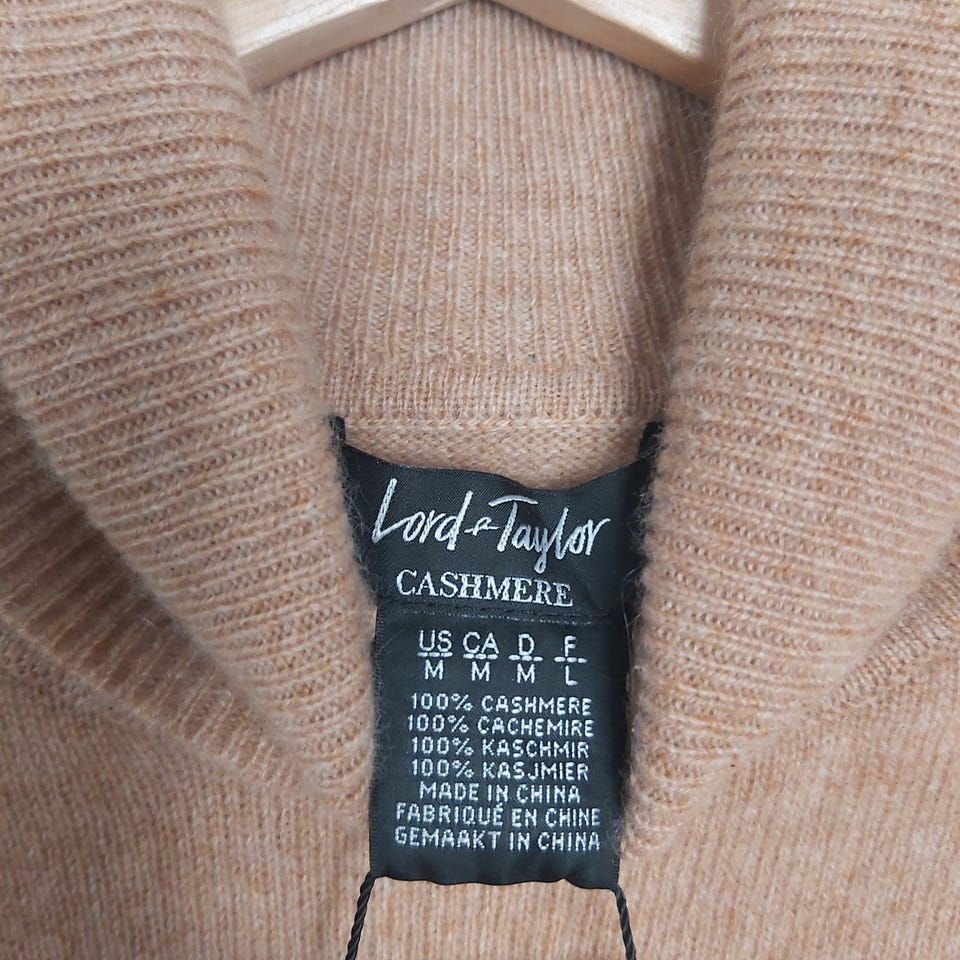 Lord & Taylor
CASHMERE
US CA D F
M M M L
100% CASHMERE
100% CACHEMIRE
100% KASCHMIR
100% KASJMIER
MADE IN CHINA
FABRIQUÉ EN CHINE
GEMAAKT IN CHINA